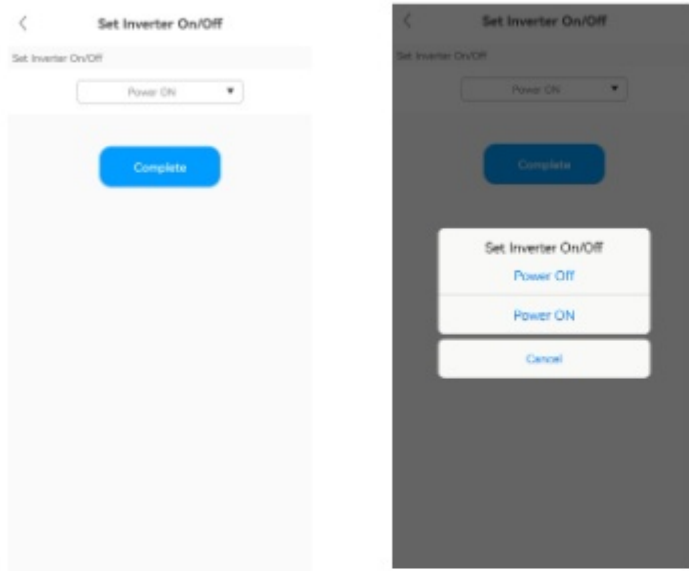 Set Inverter On/Off
Set Inverter On/Off
Power ON
Complete
Set Inverter On/Off
Set Inverter On/Off
Power ON
Complete
Set Inverter On/Off
Power Off
Power ON
Cancel